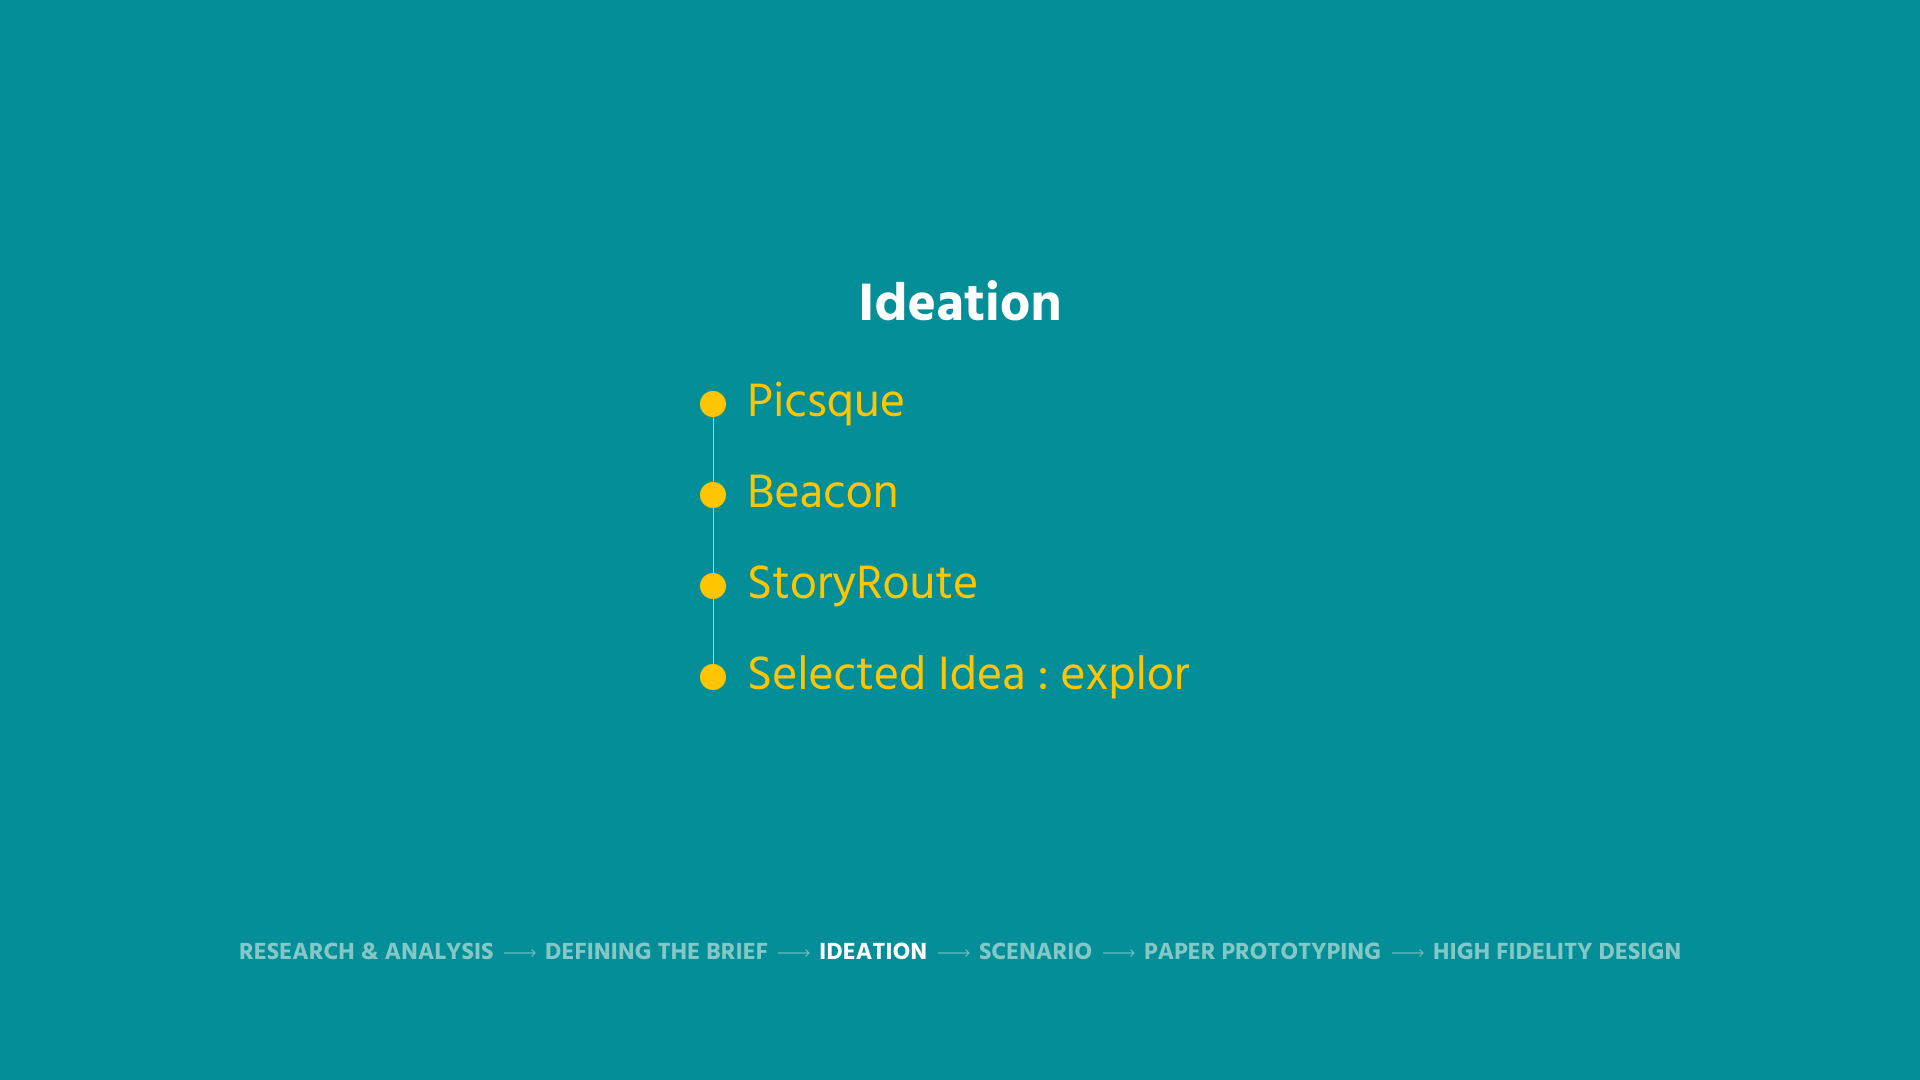 Ideation
Picsque
Beacon
StoryRoute
Selected Idea : explor
RESEARCH & ANALYSIS → DEFINING THE BRIEF → IDEATION → SCENARIO → PAPER PROTOTYPING → HIGH FIDELITY DESIGN